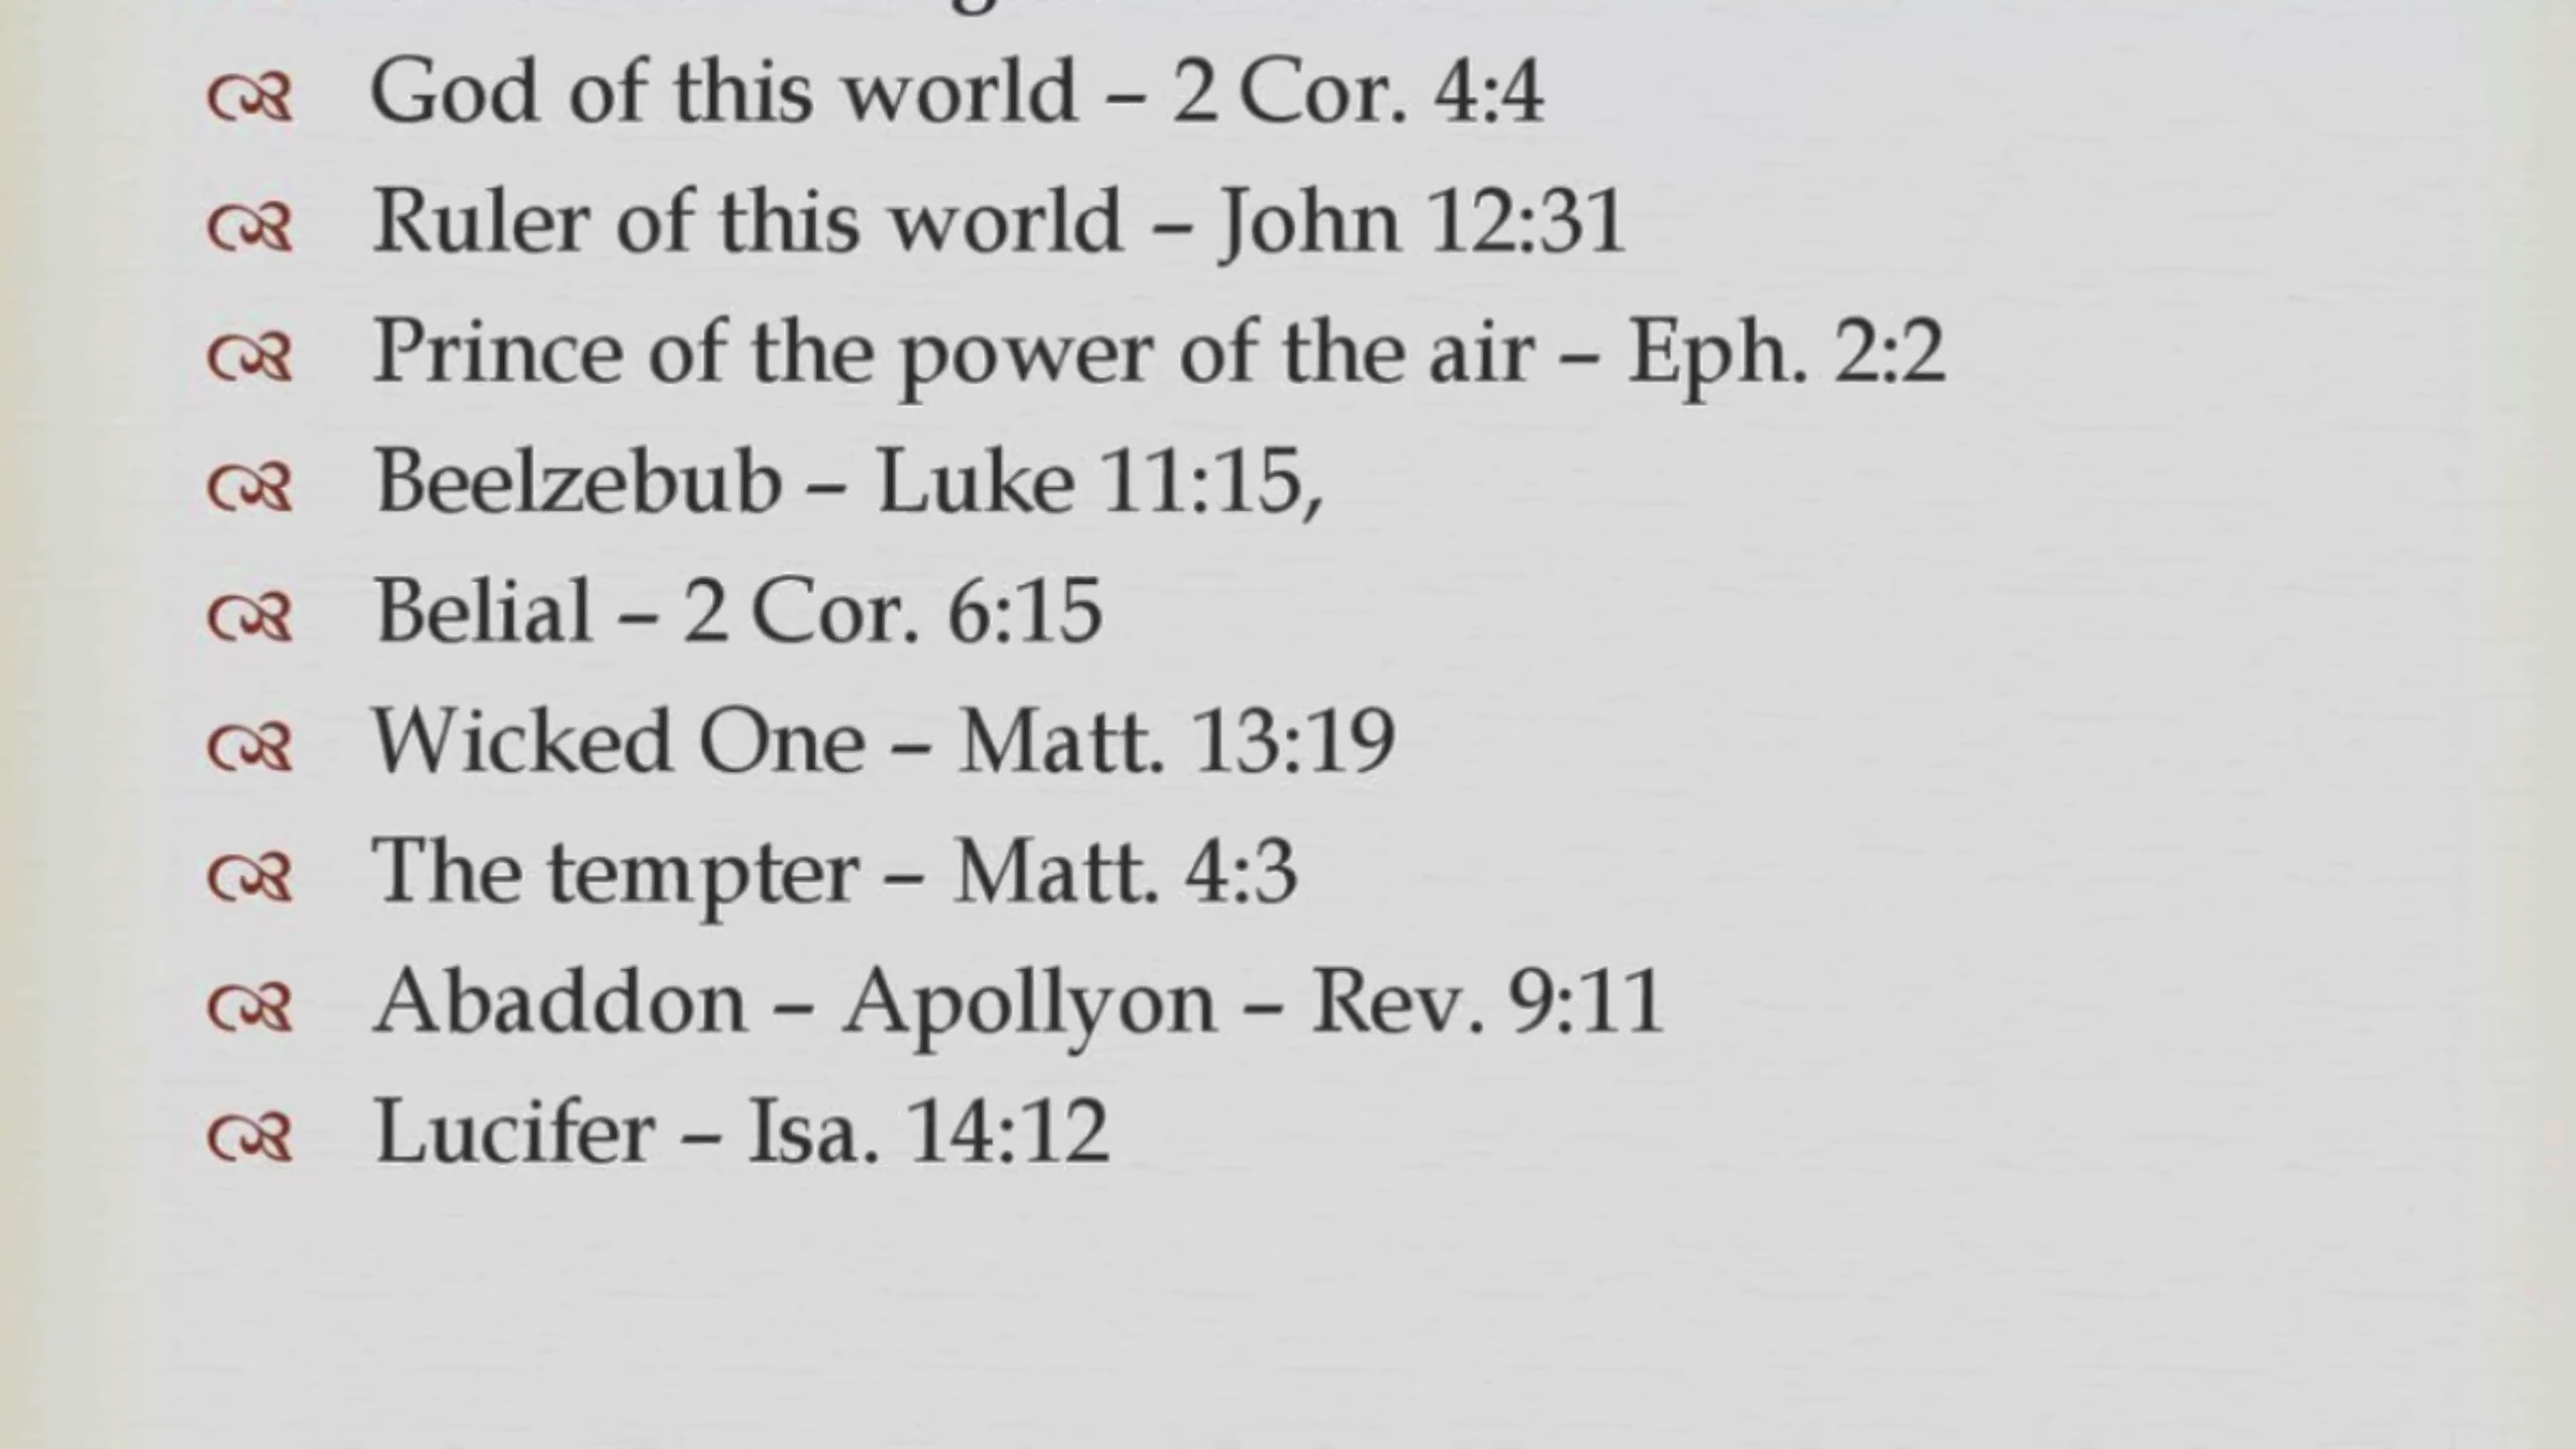 God of this world – 2 Cor. 4:4
Ruler of this world – John 12:31
Prince of the power of the air – Eph. 2:2
Beelzebub – Luke 11:15,
Belial – 2 Cor. 6:15
Wicked One – Matt. 13:19
The tempter – Matt. 4:3
Abaddon – Apollyon – Rev. 9:11
Lucifer – Isa. 14:12